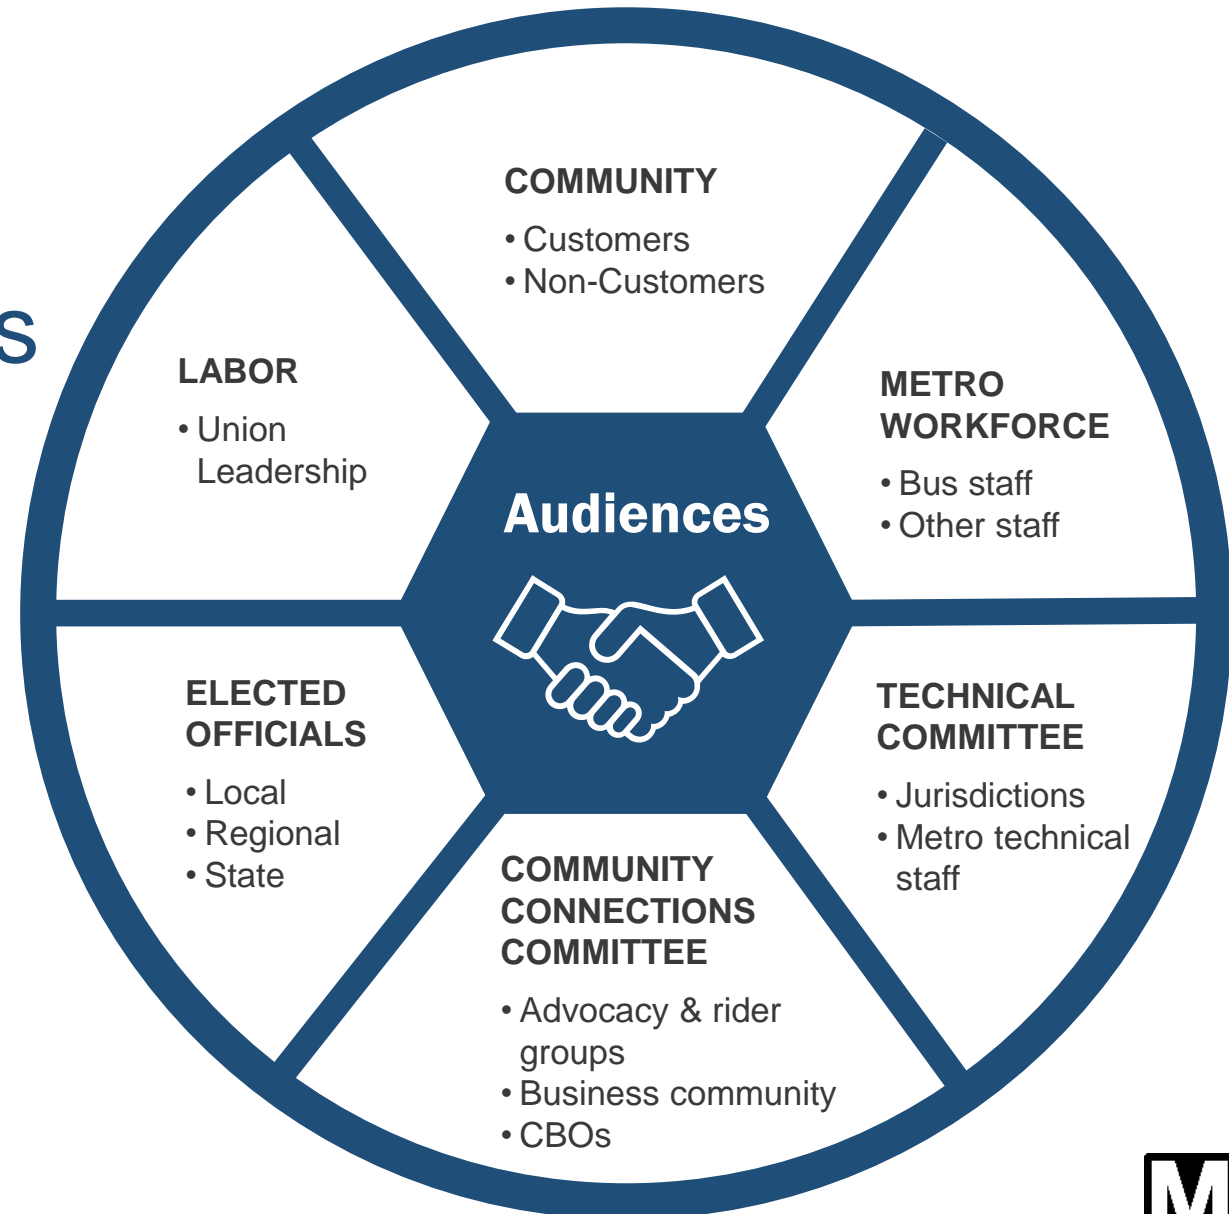 COMMUNITY
• Customers
• Non-Customers
s
LABOR
• Union
Leadership
METRO
WORKFORCE
• Bus staff
• Other staff
Audiences
ELECTED
OFFICIALS
• Local
• Regional
• State
TECHNICAL
COMMITTEE
• Jurisdictions
• Metro technical
staff
COMMUNITY
CONNECTIONS
COMMITTEE
• Advocacy & rider
groups
• Business community
• CBOs
M